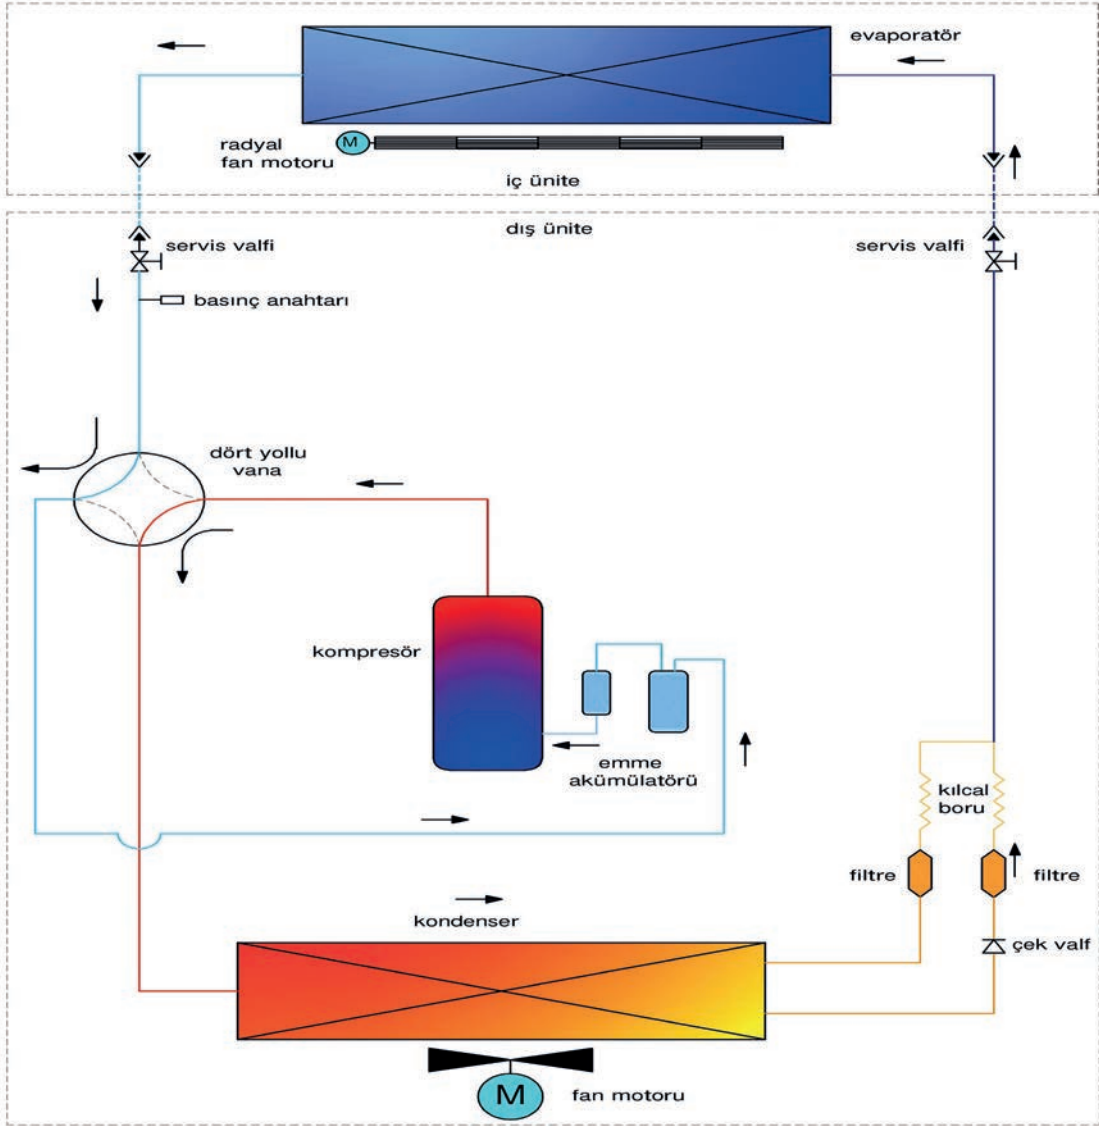 evaporatör
M
radyal
fan motoru
iç ünite
dış ünite
servis valfi
servis valfi
basınç anahtarı
dört yollu
vana
kompresör
emme
akümülatörü
kılcal
boru
filtre
filtre
kondenser
çek valf
M
fan motoru